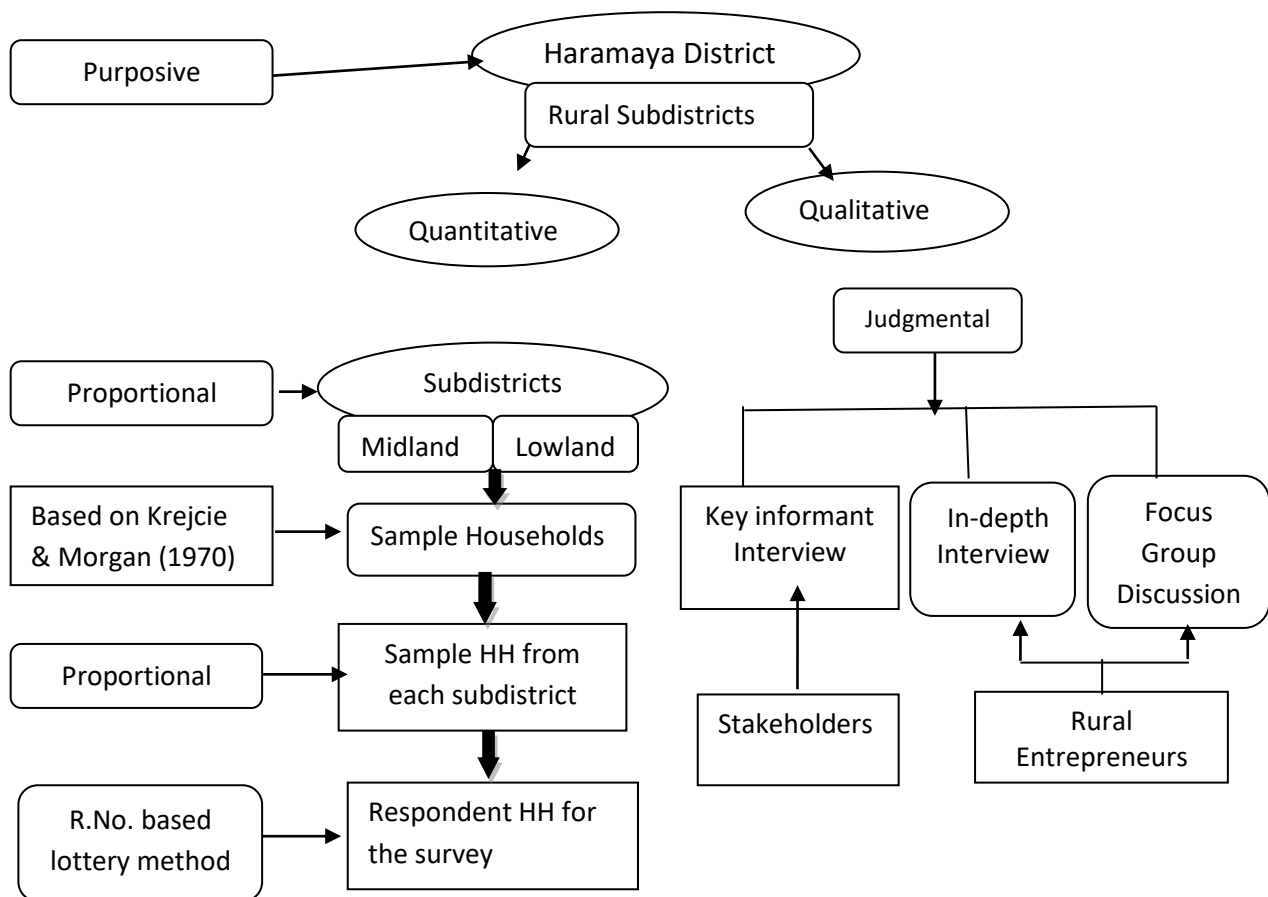 Purposive
Haramaya District
Rural Subdistricts
Quantitative
Qualitative
Judgmental
Proportional
Subdistricts
Midland
Lowland
Based on Krejcie
& Morgan (1970)
Sample Households
Key informant
Interview
In-depth
Interview
Focus
Group
Discussion
Proportional
Sample HH from
each subdistrict
Stakeholders
Rural
Entrepreneurs
R.No. based
lottery method
Respondent HH for
the survey